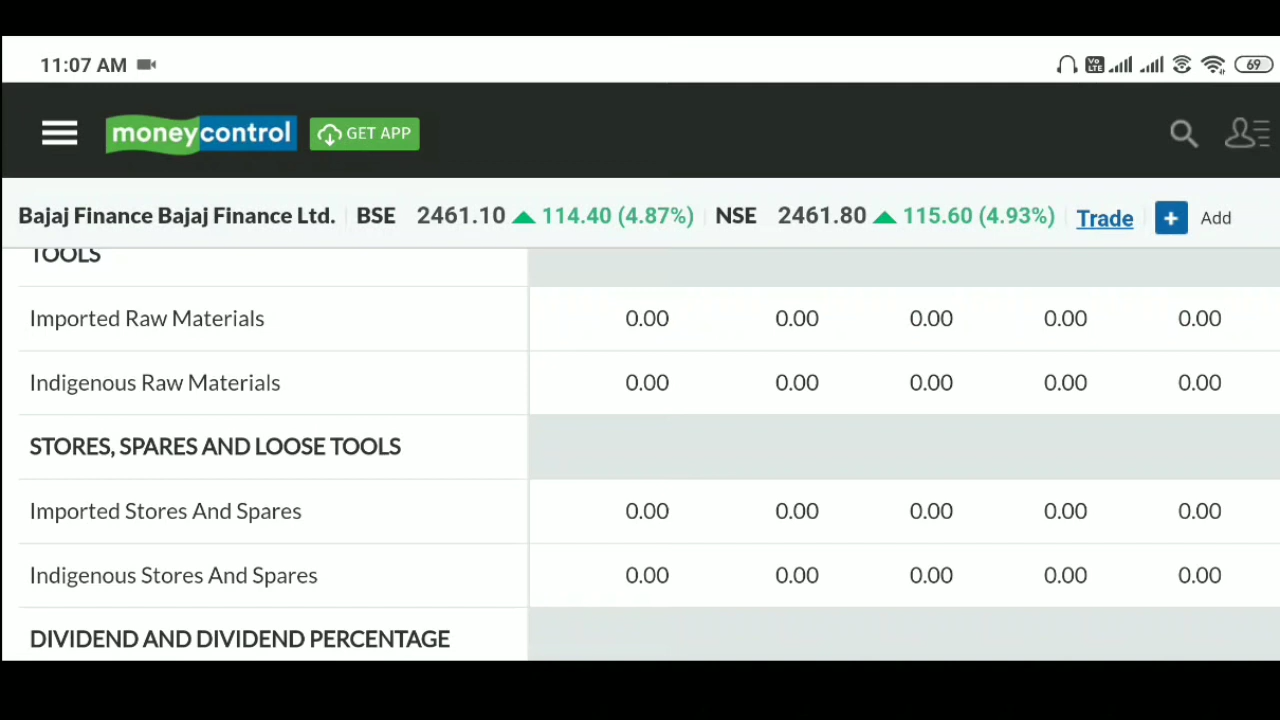 11:07 AM Vo LTE 69
moneycontrol GET APP
Bajaj Finance Bajaj Finance Ltd. BSE 2461.10 114.40 (4.87%) NSE 2461.80 115.60 (4.93%) Trade + Add
TOOLS
Imported Raw Materials 0.00 0.00 0.00 0.00 0.00
Indigenous Raw Materials 0.00 0.00 0.00 0.00 0.00
STORES, SPARES AND LOOSE TOOLS
Imported Stores And Spares 0.00 0.00 0.00 0.00 0.00
Indigenous Stores And Spares 0.00 0.00 0.00 0.00 0.00
DIVIDEND AND DIVIDEND PERCENTAGE